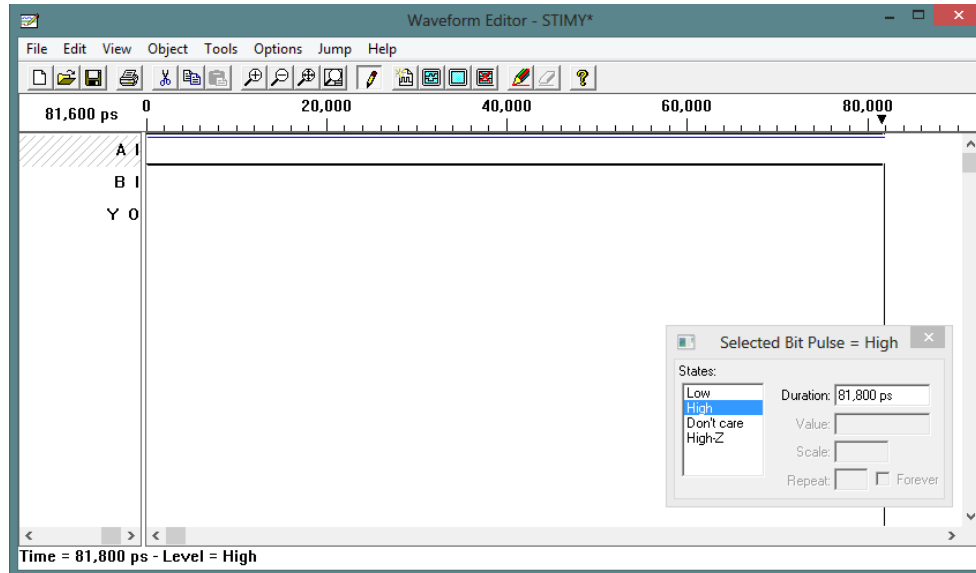 Waveform Editor - STIMY*
File Edit View Object Tools Options Jump Help
81,600 ps
0 20,000 40,000 60,000 80,000
A I
B I
Y 0
Selected Bit Pulse = High
States:
Low
High
Don't care
High-Z
Duration: 81,800 ps
Value:
Scale:
Repeat: Forever
Time = 81,800 ps - Level = High